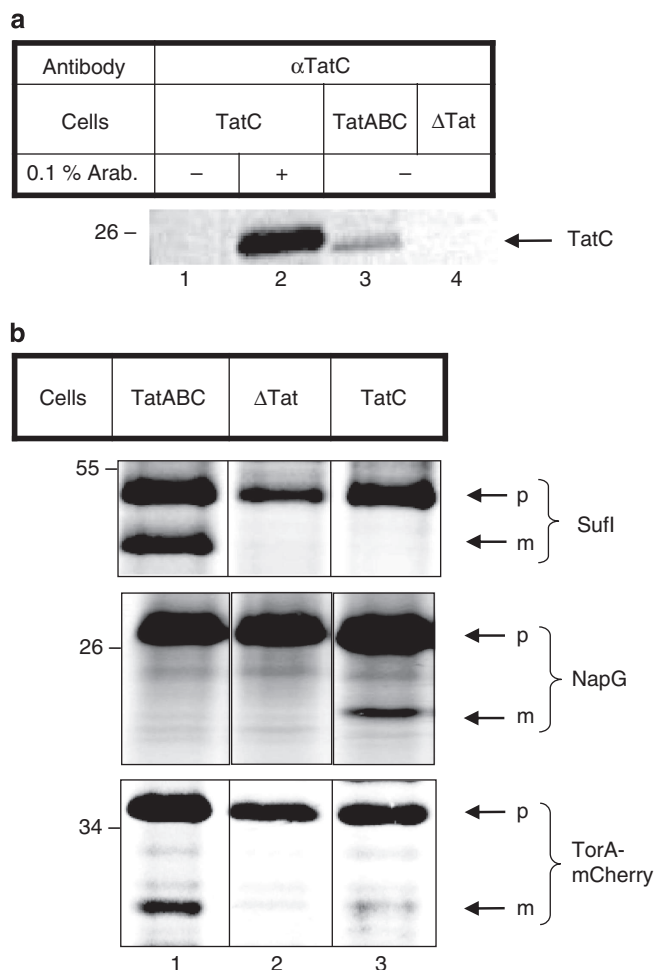 a
Antibody αTatC
Cells TatC TatABC ΔTat
0.1 % Arab. – + –
26 – TatC
1 2 3 4
b
Cells TatABC ΔTat TatC
55 –
p
SufI
m
p
26 –
NapG
m
p
34 –
TorA-
mCherry
m
1 2 3